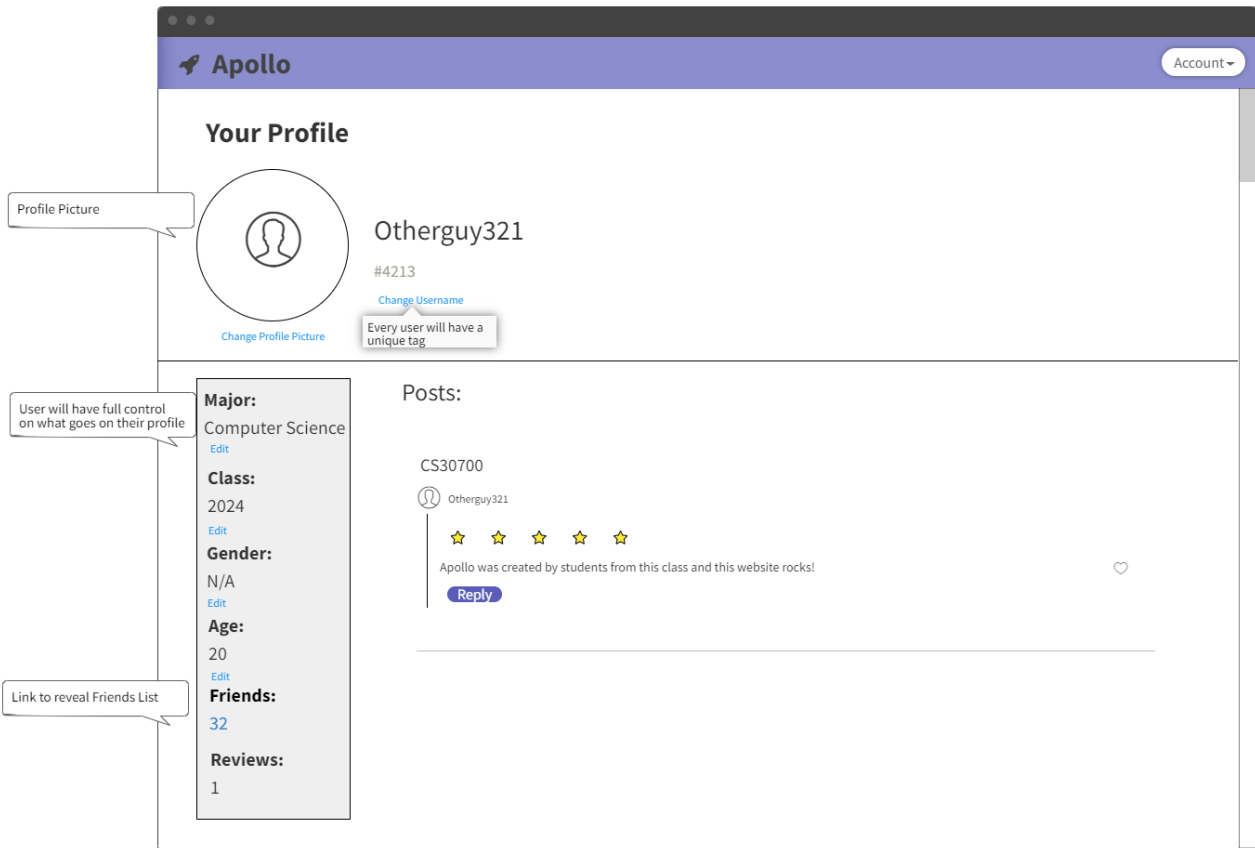 Apollo
Account
Your Profile
Profile Picture
Otherguy321
#4213
Change Username
Change Profile Picture
Every user will have a
unique tag
User will have full control
on what goes on their profile
Major:
Computer Science
Edit
Class:
2024
Edit
Gender:
N/A
Edit
Age:
20
Edit
Link to reveal Friends List
Friends:
32
Reviews:
1
Posts:
CS30700
Otherguy321
Apollo was created by students from this class and this website rocks!
Reply